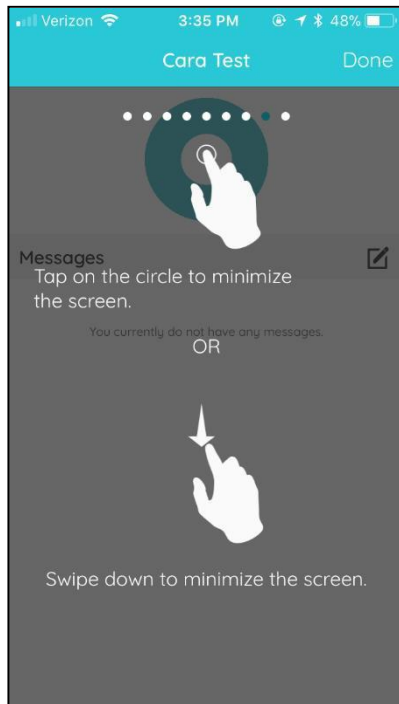 Verizon 3:35 PM 48%
Cara Test Done
Messages
Tap on the circle to minimize
the screen.
You currently do not have any messages.
OR
Swipe down to minimize the screen.